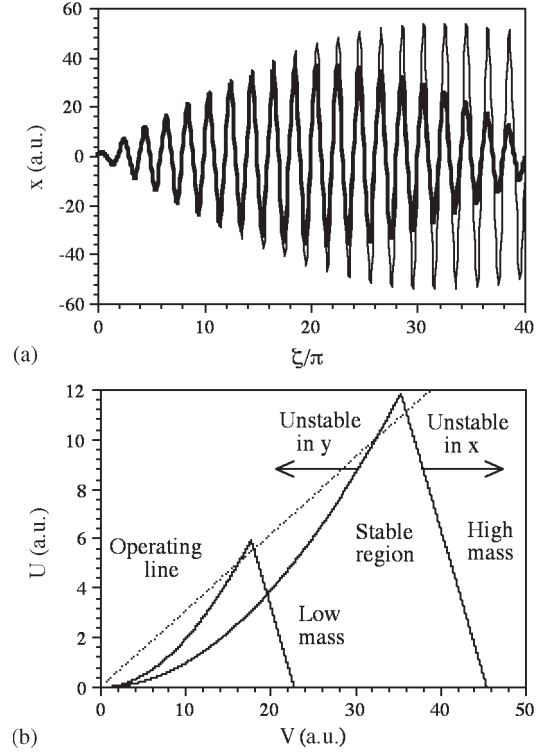 60
40
20
0
-20
-40
-60
x (a.u.)
0 10 20 30 40
ζ/π
(a)
12
10
8
6
4
2
0
U (a.u.)
Unstable
in y
Unstable
in x
Operating
line
Stable
region
High
mass
Low
mass
0 10 20 30 40 50
V (a.u.)
(b)